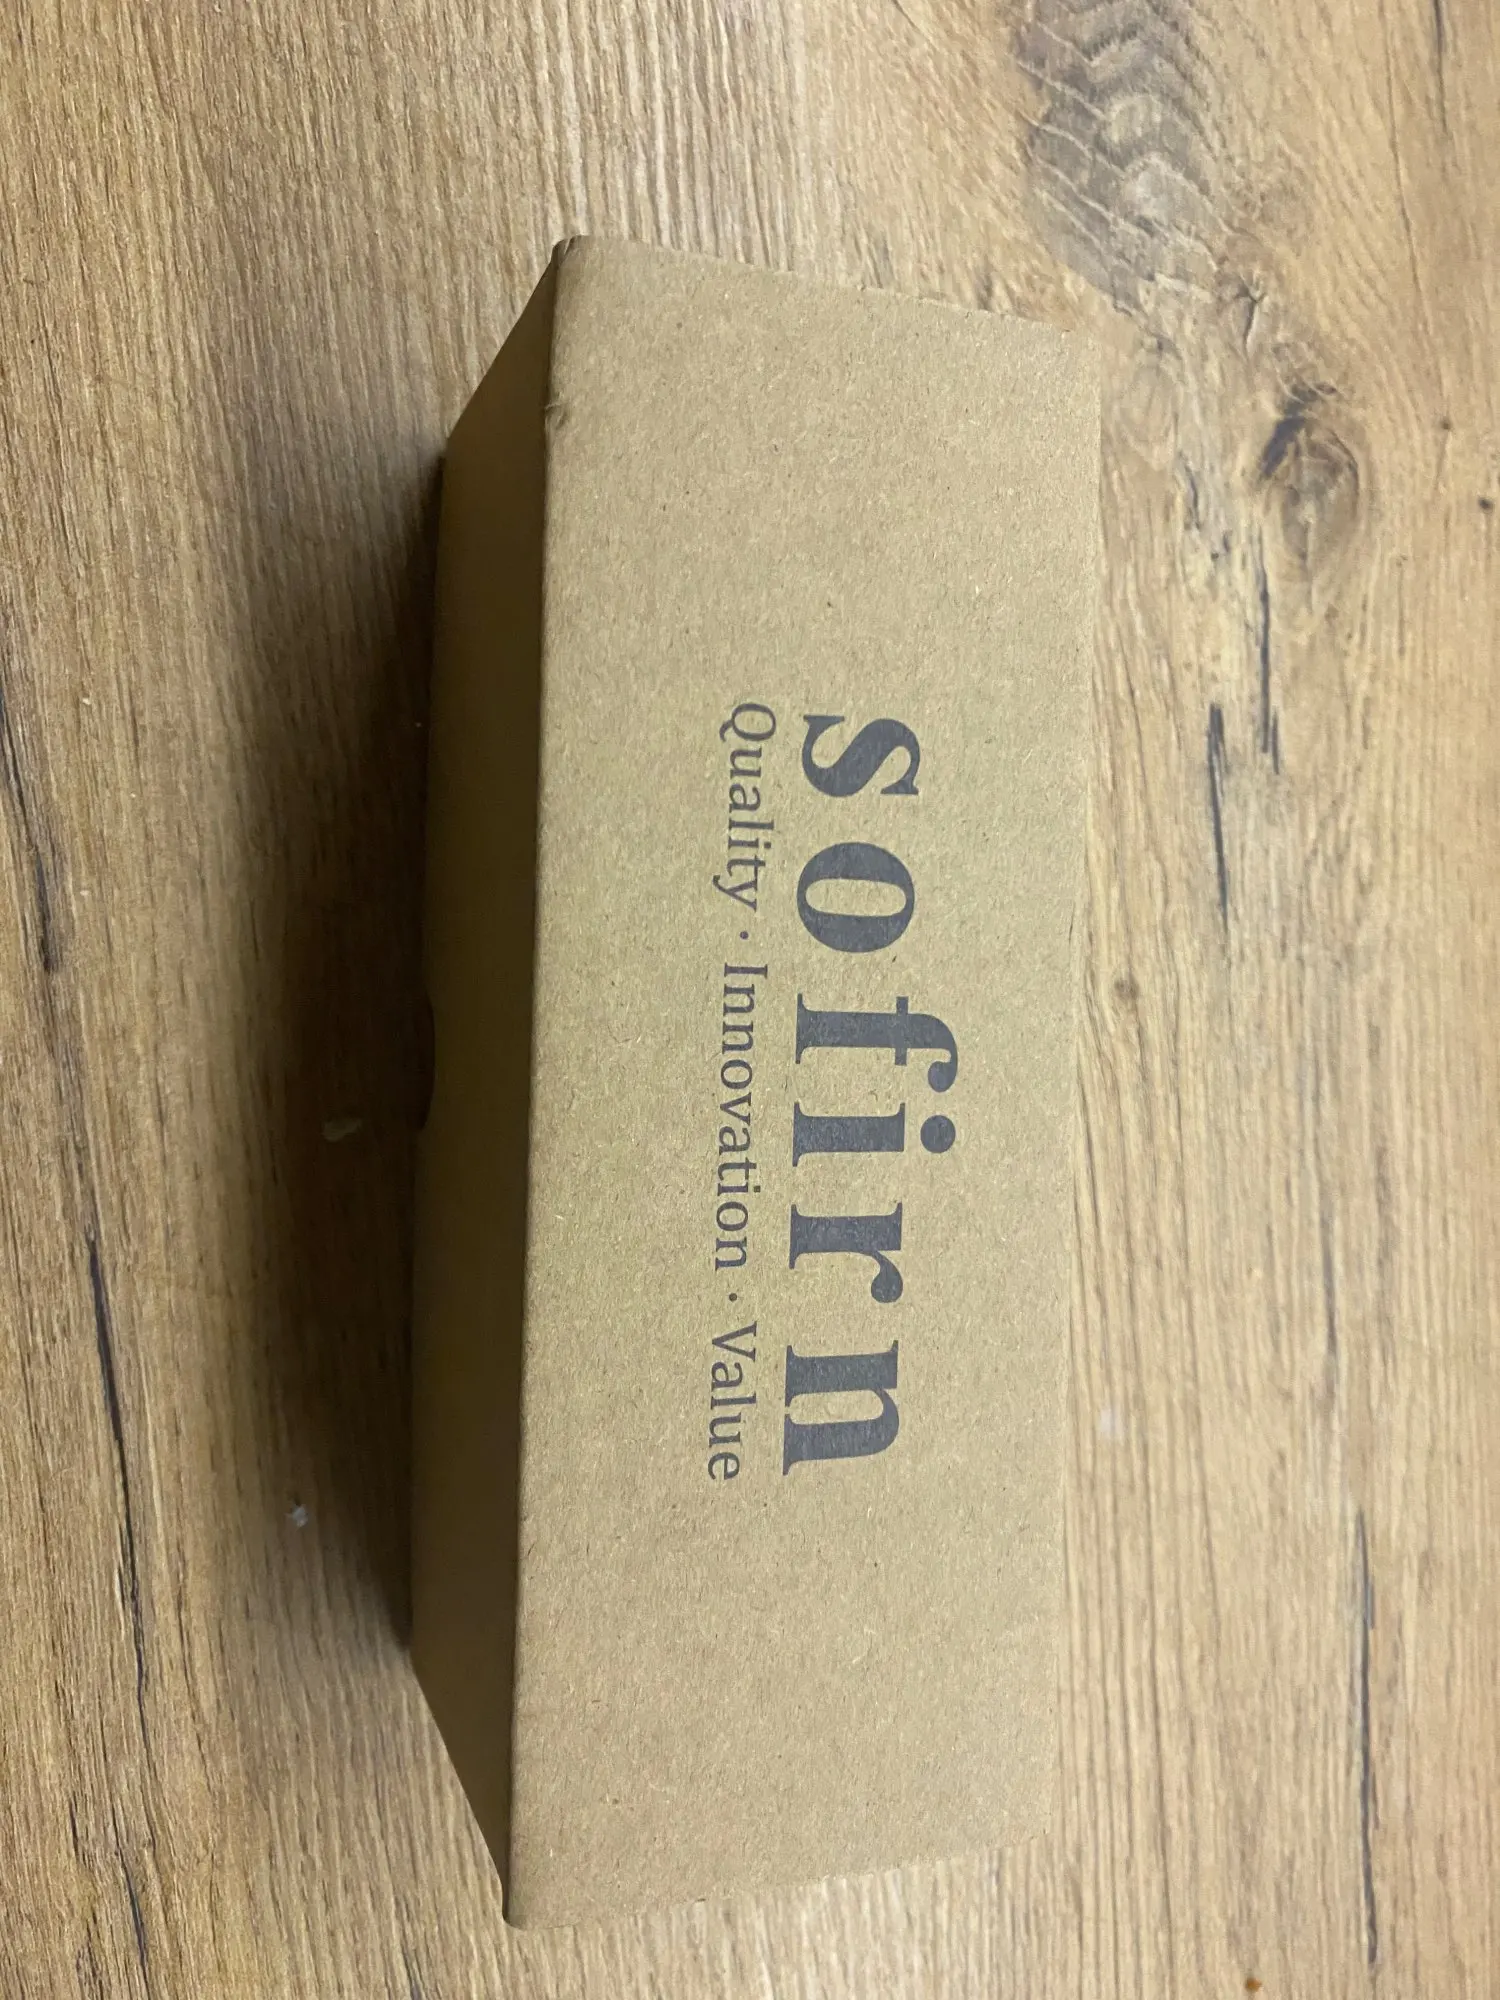 sofirn
Quality · Innovation · Value